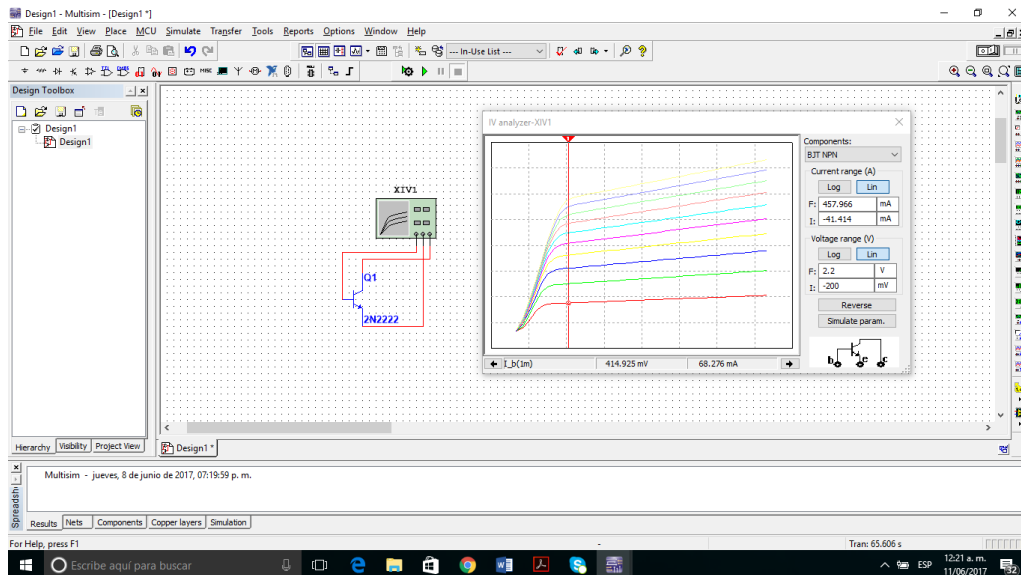 Design1 - Multisim - [Design1 *]
File Edit View Place MCU Simulate Transfer Tools Reports Options Window Help
--- In-Use List ---
Design Toolbox
Design1
Design1
Hierarchy Visibility Project View
XIV1
Q1
2N2222
IV analyzer-XIV1
1
I_b(1m) 414.925 mV 68.276 mA
Components:
BJT NPN
Current range (A)
Log Lin
F: 457.966 mA
I: -41.414 mA
Voltage range (V)
Log Lin
F: 2.2 V
I: -200 mV
Reverse
Simulate param.
b e c
Design1 *
Multisim - jueves, 8 de junio de 2017, 07:19:59 p. m.
Results Nets Components Copper layers Simulation
For Help, press F1
- Tran: 65.606 s
Escribe aquí para buscar
ESP
12:21 a. m.
11/06/2017
32